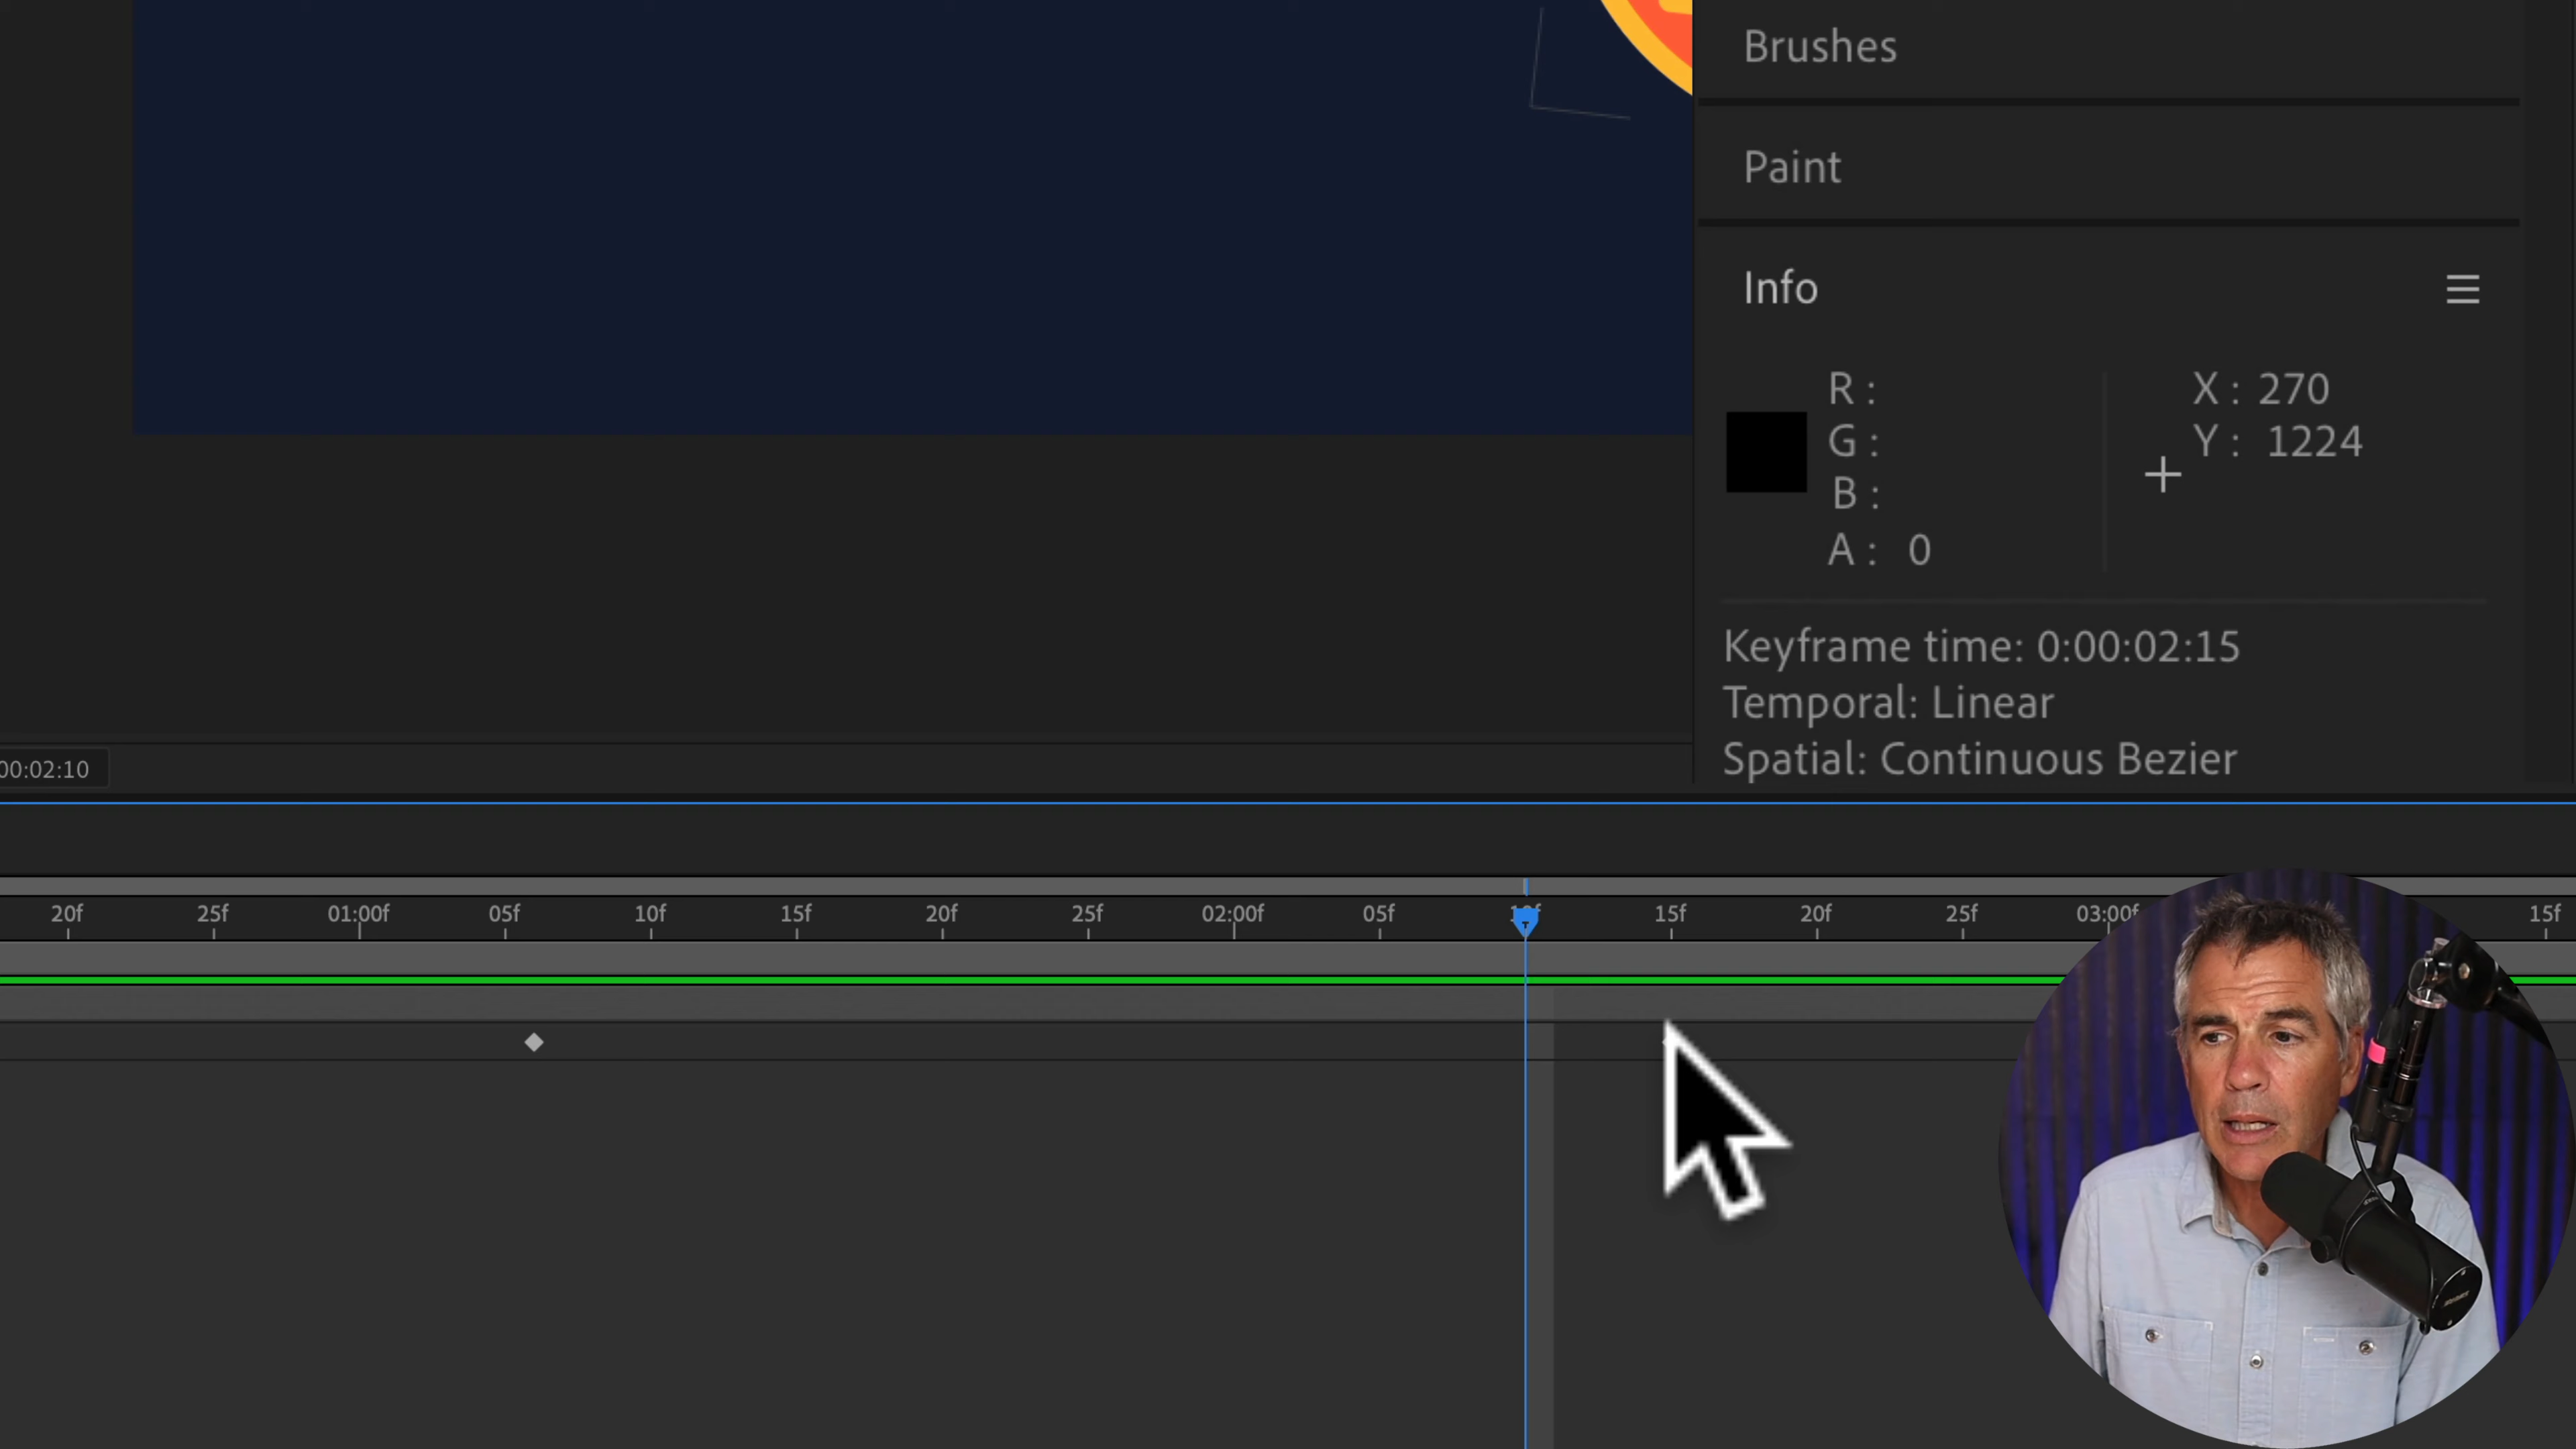 Brushes
Paint
Info
R :
G :
B :
A : 0
X : 270
Y : 1224
Keyframe time: 0:00:02:15
Temporal: Linear
Spatial: Continuous Bezier
00:02:10
20f 25f 01:00f 05f 10f 15f 20f 25f 02:00f 05f 10f 15f 20f 25f 03:00f 15f